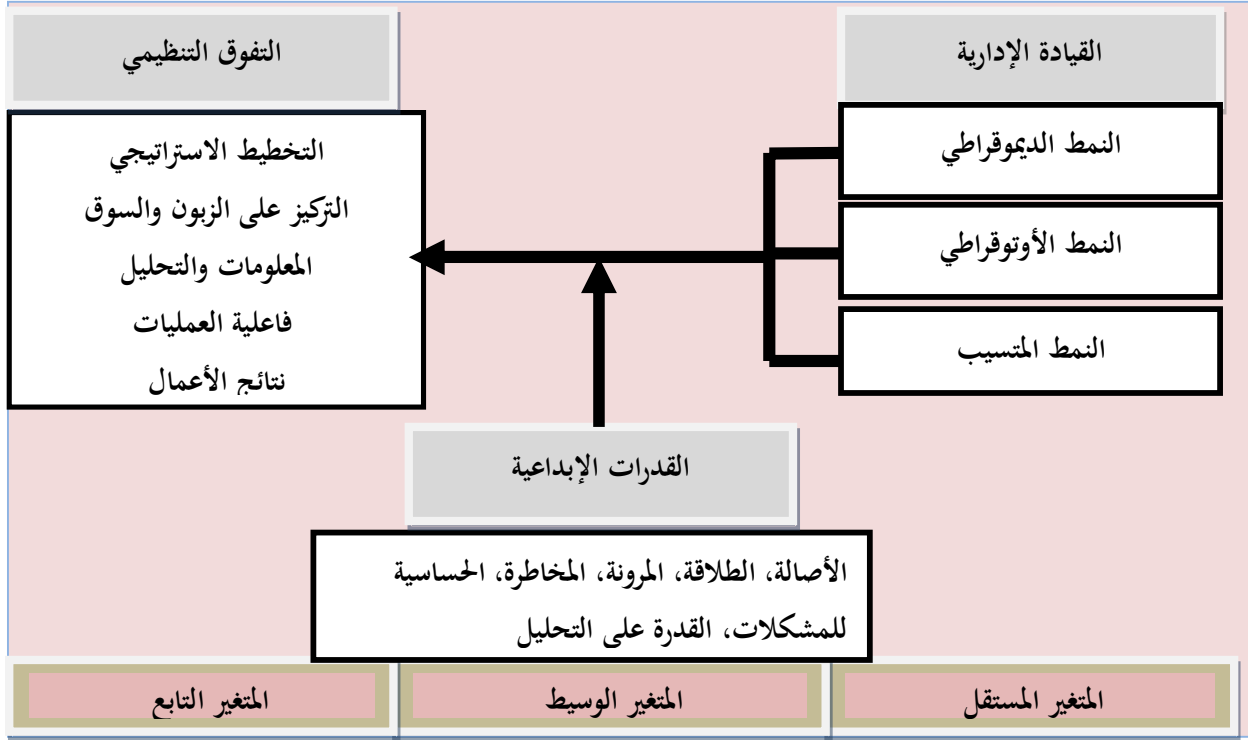 القيادة الإدارية
التفوق التنظيمي
النمط الديموقراطي
النمط الأوتوقراطي
النمط المتسيب
التخطيط الاستراتيجي
التركيز على الزبون والسوق
المعلومات والتحليل
فاعلية العمليات
نتائج الأعمال
القدرات الإبداعية
الأصالة، الطلاقة، المرونة، المخاطرة، الحساسية
للمشكلات، القدرة على التحليل
المتغير المستقل
المتغير الوسيط
المتغير التابع